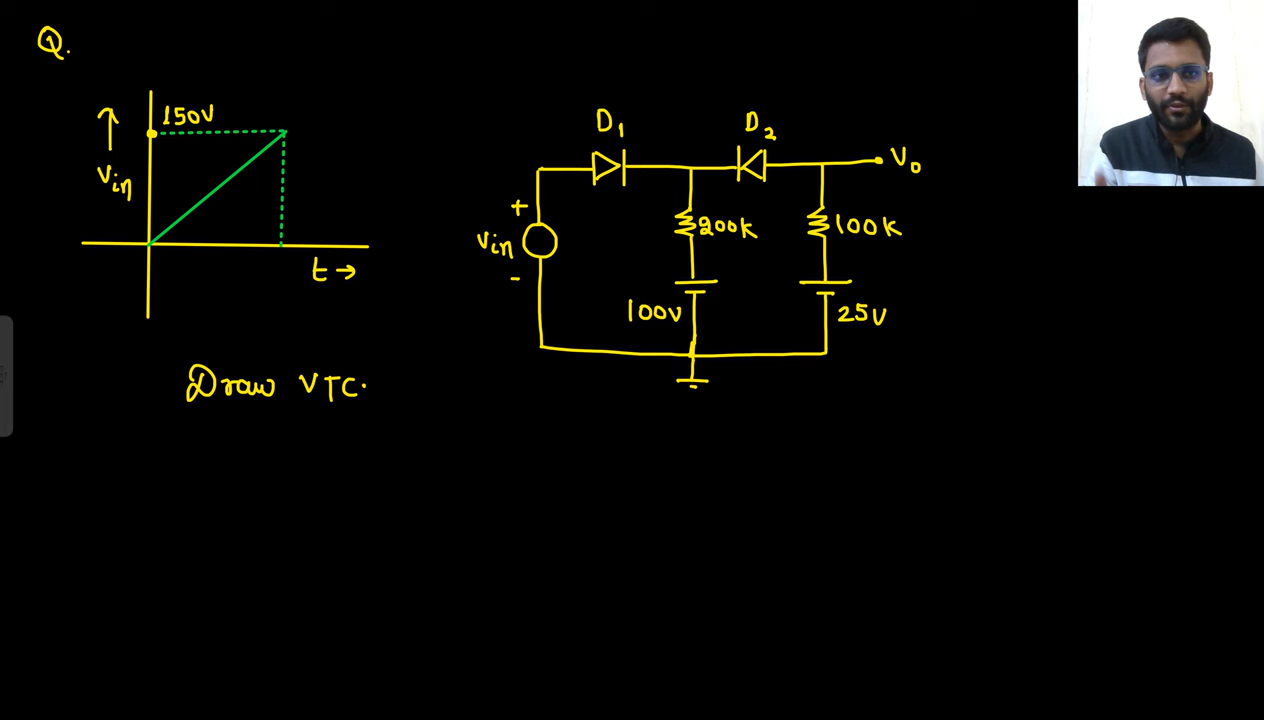 Q.
150V
Vin
t →
Draw VTC.
D1
D2
Vo
+
Vin
-
200k
100k
100V
25V